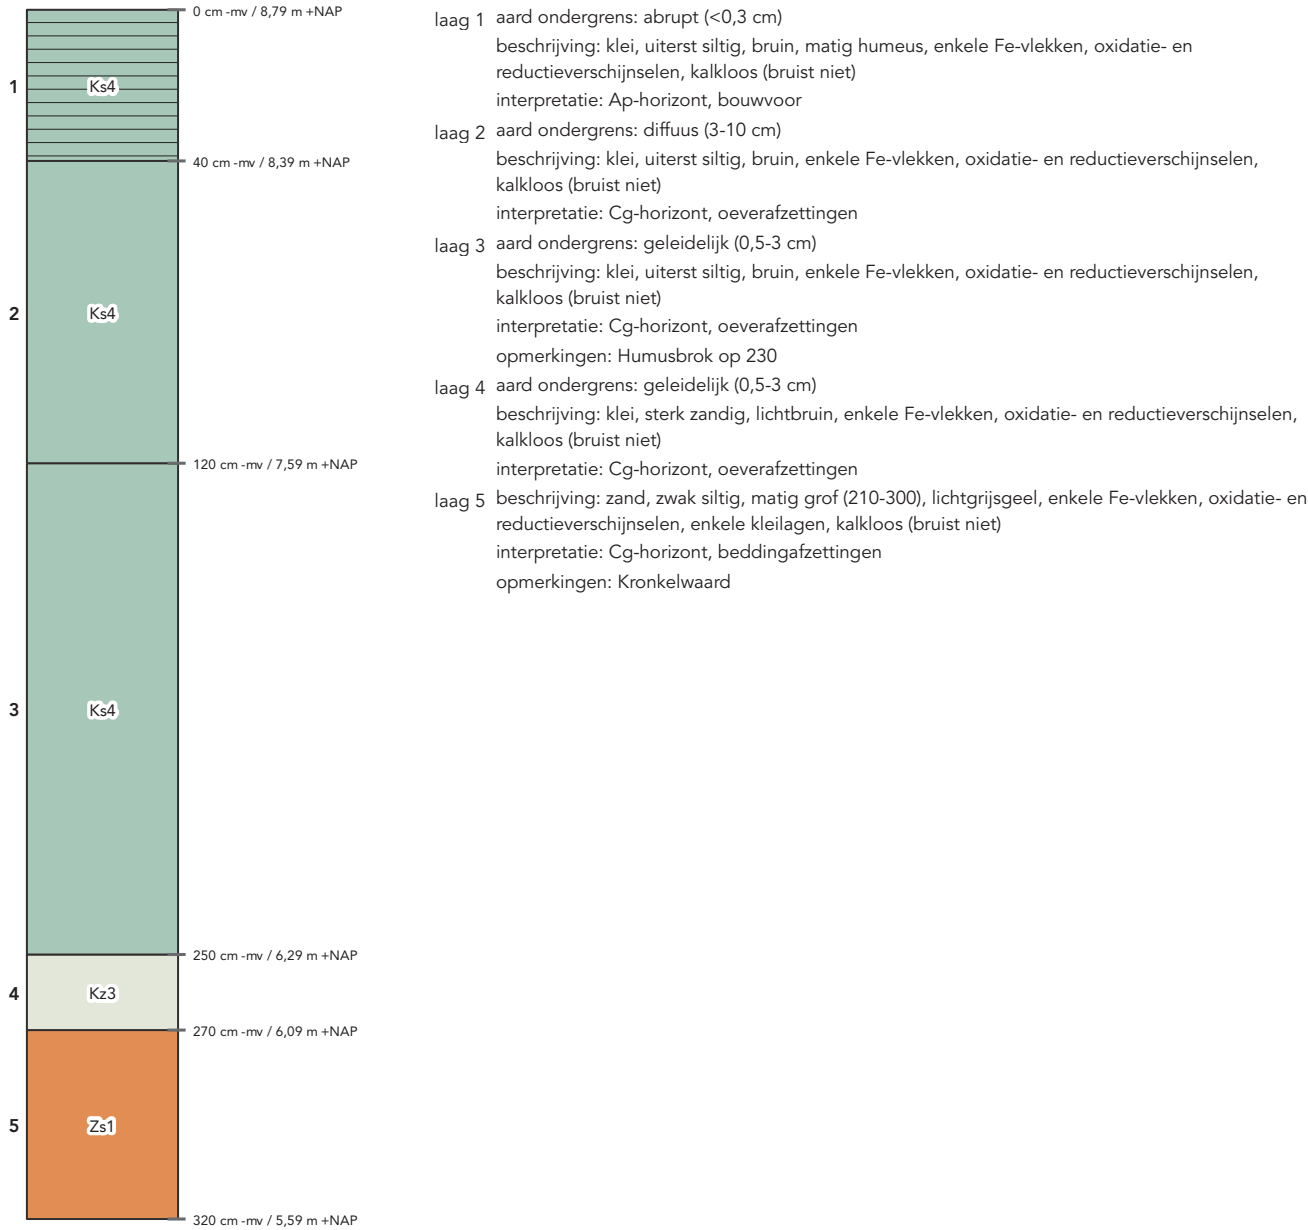 0 cm -mv / 8,79 m +NAP
1
Ks4
40 cm -mv / 8,39 m +NAP
2
Ks4
120 cm -mv / 7,59 m +NAP
3
Ks4
250 cm -mv / 6,29 m +NAP
4
Kz3
270 cm -mv / 6,09 m +NAP
5
Zs1
320 cm -mv / 5,59 m +NAP
laag 1 aard ondergrens: abrupt (<0,3 cm)
beschrijving: klei, uiterst siltig, bruin, matig humeus, enkele Fe-vlekken, oxidatie- en
reductieverschijnselen, kalkloos (bruist niet)
interpretatie: Ap-horizont, bouwvoor
laag 2 aard ondergrens: diffuus (3-10 cm)
beschrijving: klei, uiterst siltig, bruin, enkele Fe-vlekken, oxidatie- en reductieverschijnselen,
kalkloos (bruist niet)
interpretatie: Cg-horizont, oeverafzettingen
laag 3 aard ondergrens: geleidelijk (0,5-3 cm)
beschrijving: klei, uiterst siltig, bruin, enkele Fe-vlekken, oxidatie- en reductieverschijnselen,
kalkloos (bruist niet)
interpretatie: Cg-horizont, oeverafzettingen
opmerkingen: Humusbrok op 230
laag 4 aard ondergrens: geleidelijk (0,5-3 cm)
beschrijving: klei, sterk zandig, lichtbruin, enkele Fe-vlekken, oxidatie- en reductieverschijnselen,
kalkloos (bruist niet)
interpretatie: Cg-horizont, oeverafzettingen
laag 5 beschrijving: zand, zwak siltig, matig grof (210-300), lichtgrijsgeel, enkele Fe-vlekken, oxidatie- en
reductieverschijnselen, enkele kleilagen, kalkloos (bruist niet)
interpretatie: Cg-horizont, beddingafzettingen
opmerkingen: Kronkelwaard